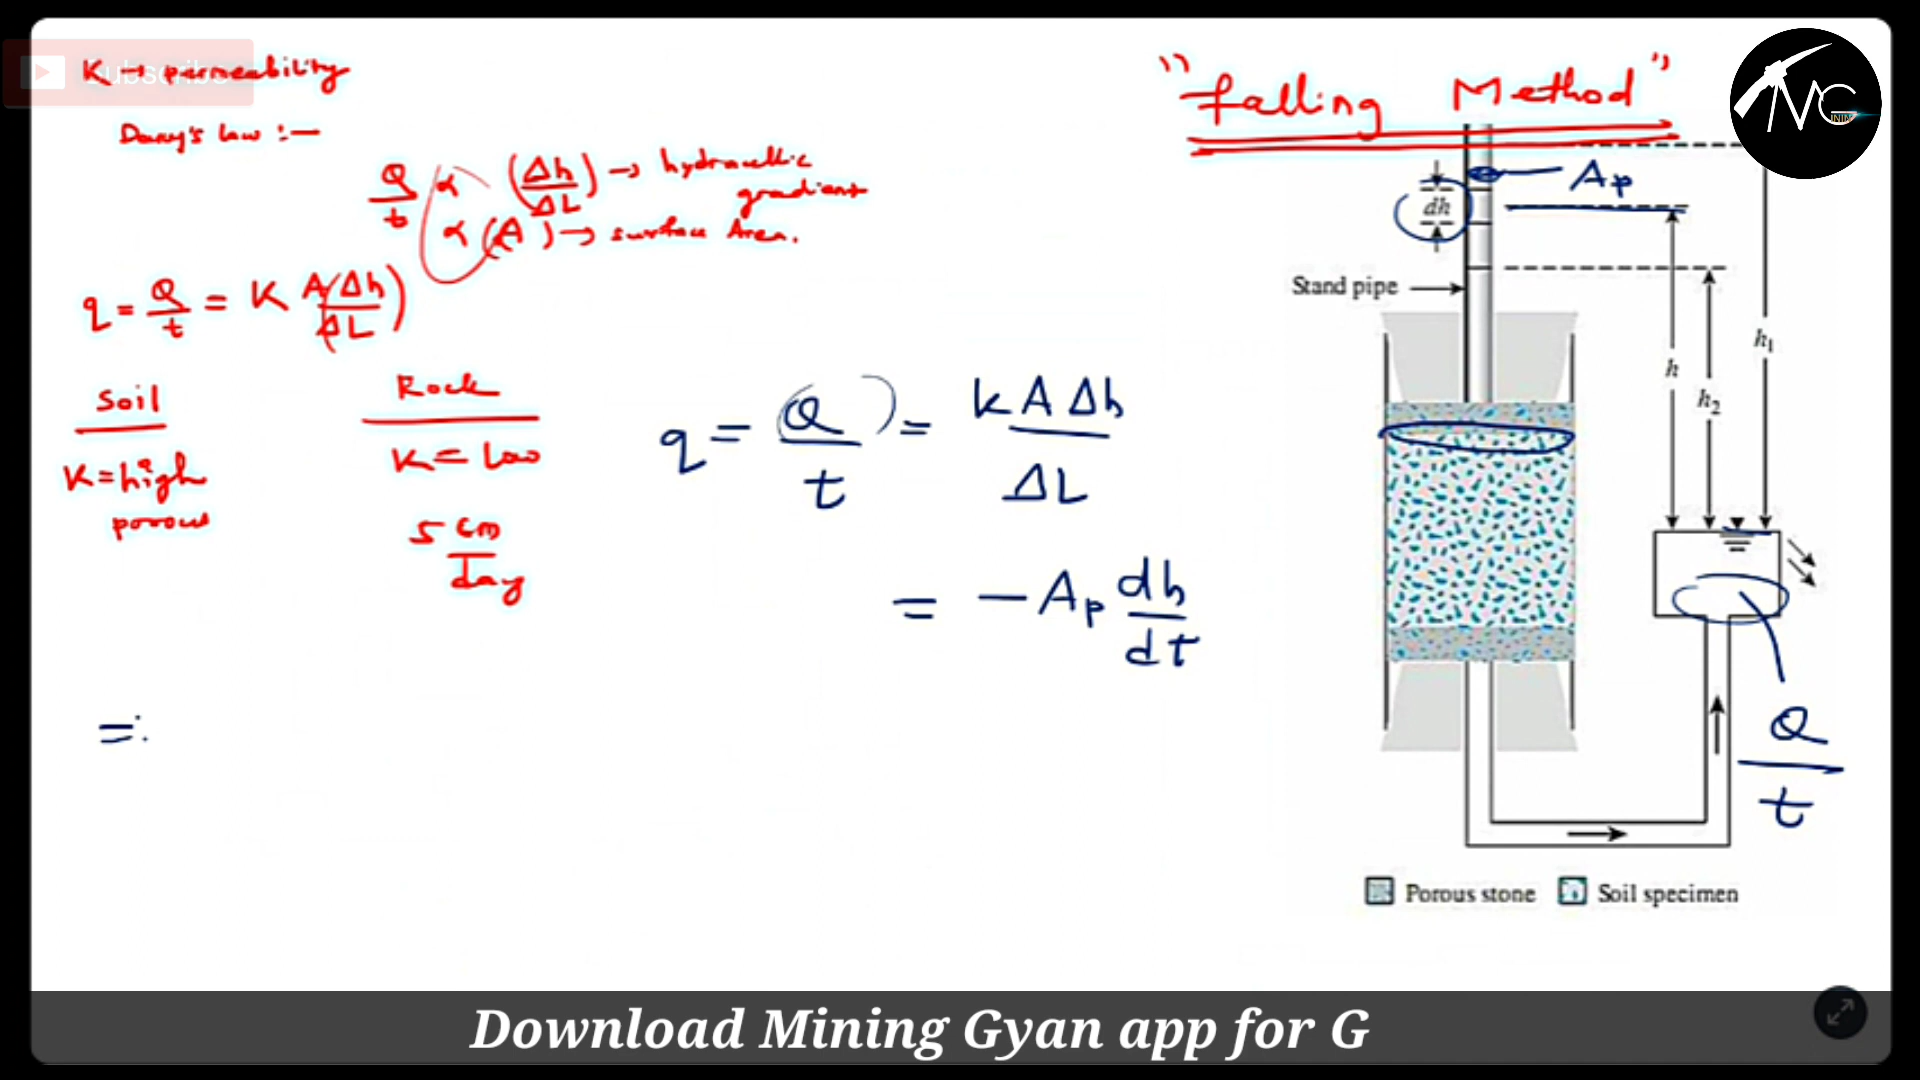 K → permeability
Darcy's law :—
Q/t α (Δh/ΔL) → hydraulic gradient
α (A) → surface Area.
q = Q/t = K A(Δh/ΔL)
Soil
K = high
porous
Rock
K = low
5 cm/day
q = (Q/t) = kAΔh/ΔL
= -Ap dh/dt
=:
"falling Method"
MG
Ap
dh
Stand pipe
h
h2
h1
Q/t
Porous stone
Soil specimen
Download Mining Gyan app for G